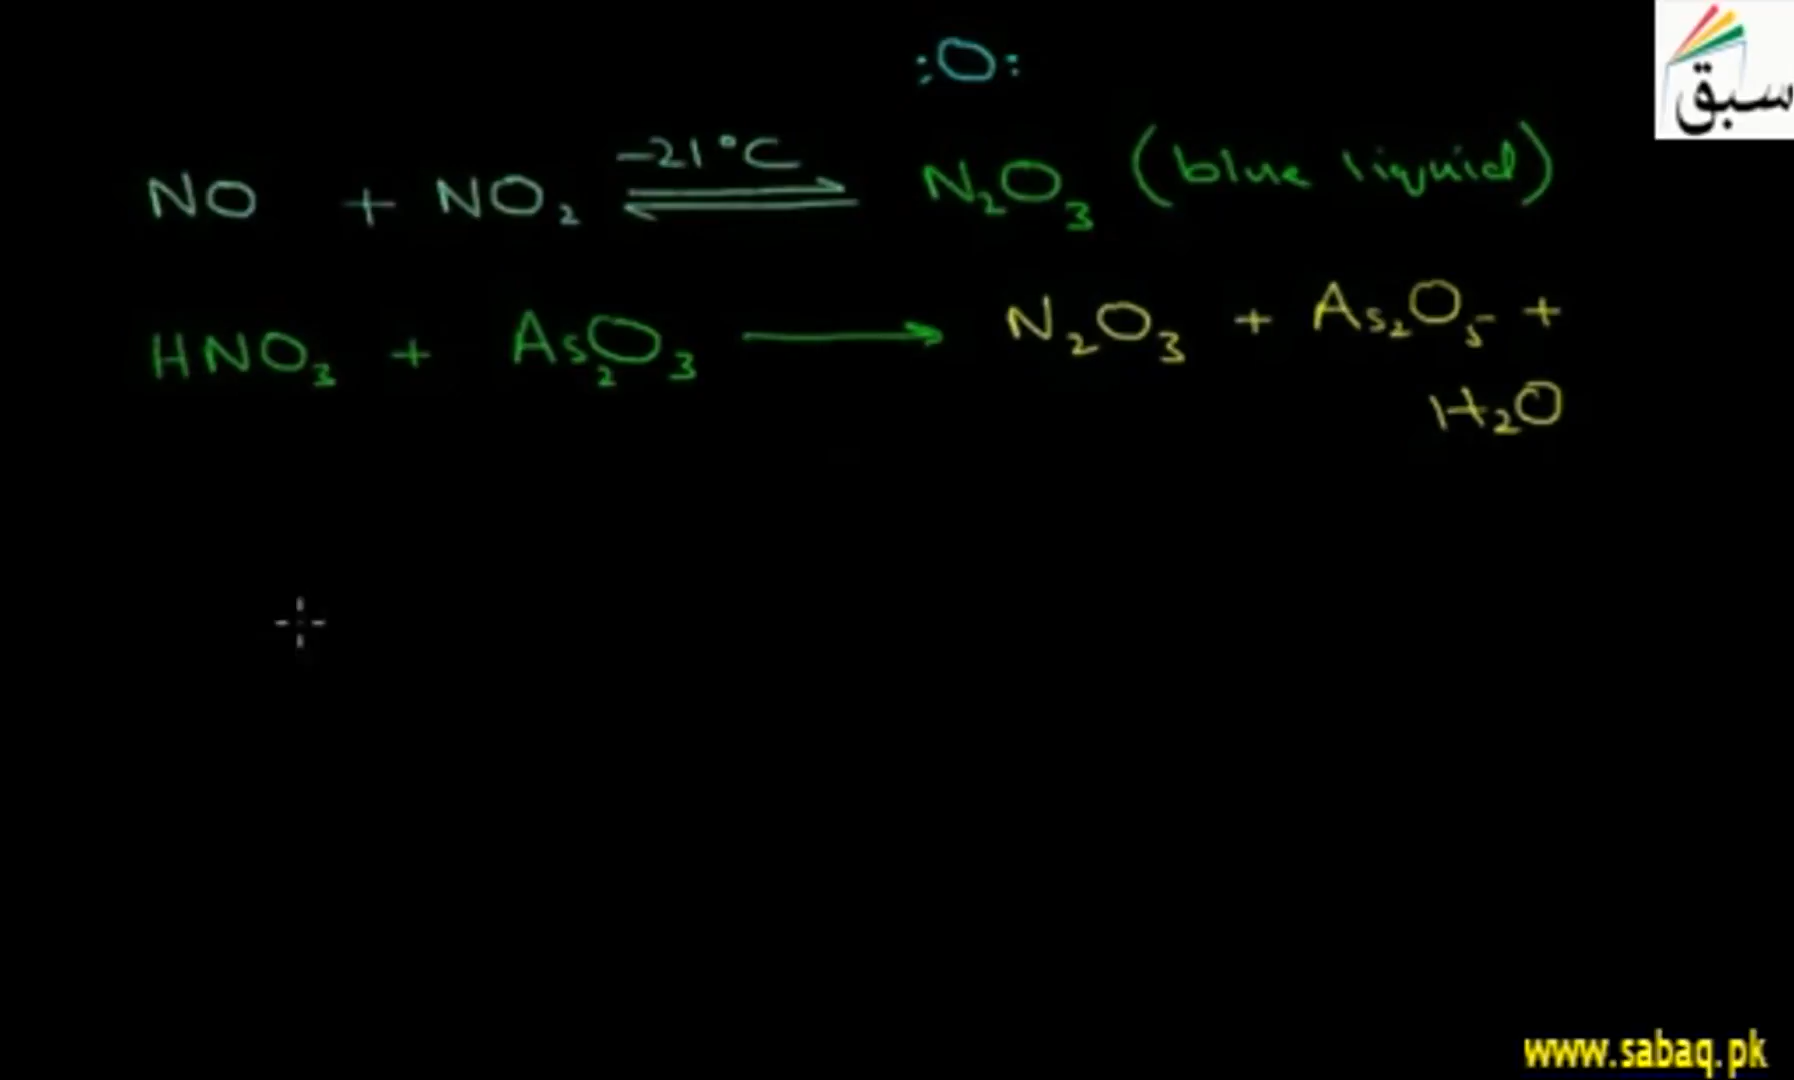 :O:
سبق
-21°C
NO + NO₂ ⇌ N₂O₃ (blue liquid)
HNO₃ + As₂O₃ ⟶ N₂O₃ + As₂O₅ +
H₂O
www.sabaq.pk